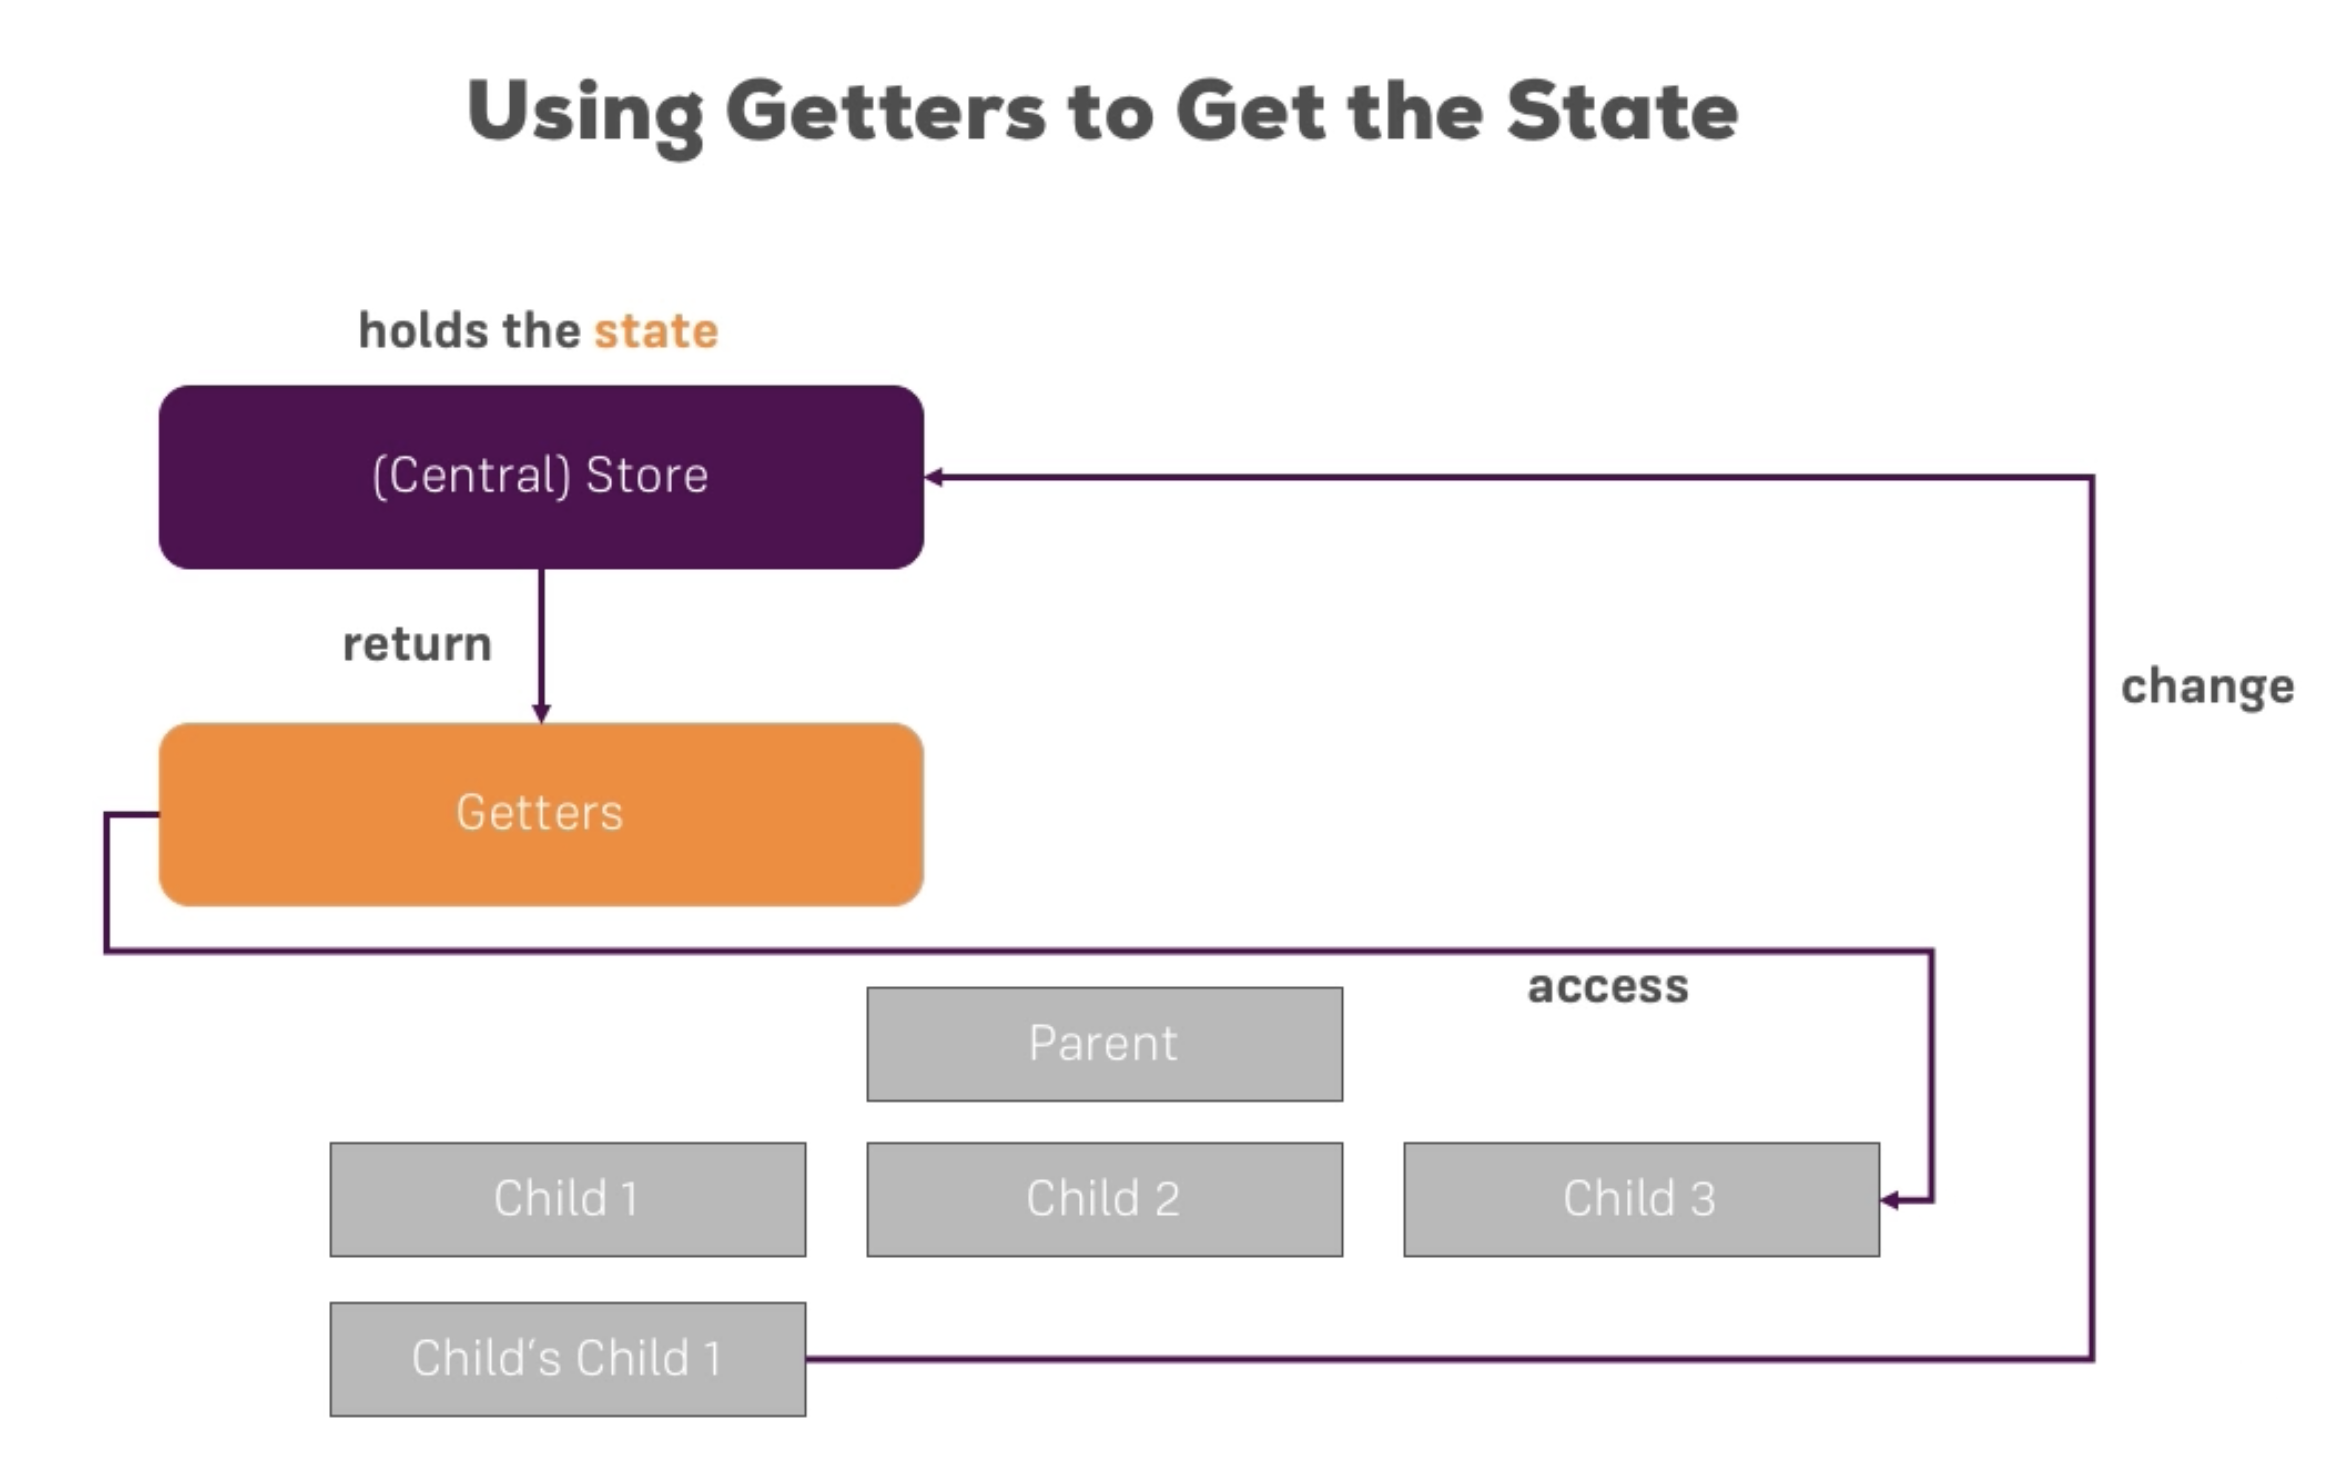 Using Getters to Get the State
holds the state
(Central) Store
return
change
Getters
access
Parent
Child 1
Child 2
Child 3
Child‘s Child 1